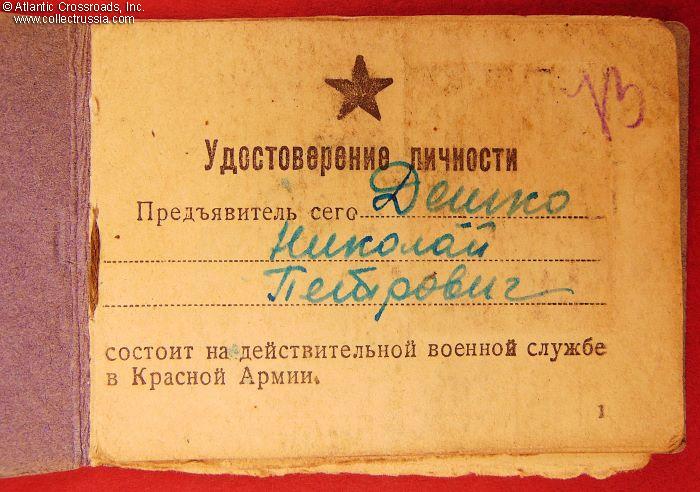 © Atlantic Crossroads, Inc.
www.collectrussia.com
Удостоверение личности
Предъявитель сего Дешко
Николай
Петрович
состоит на действительной военной службе
в Красной Армии.
1